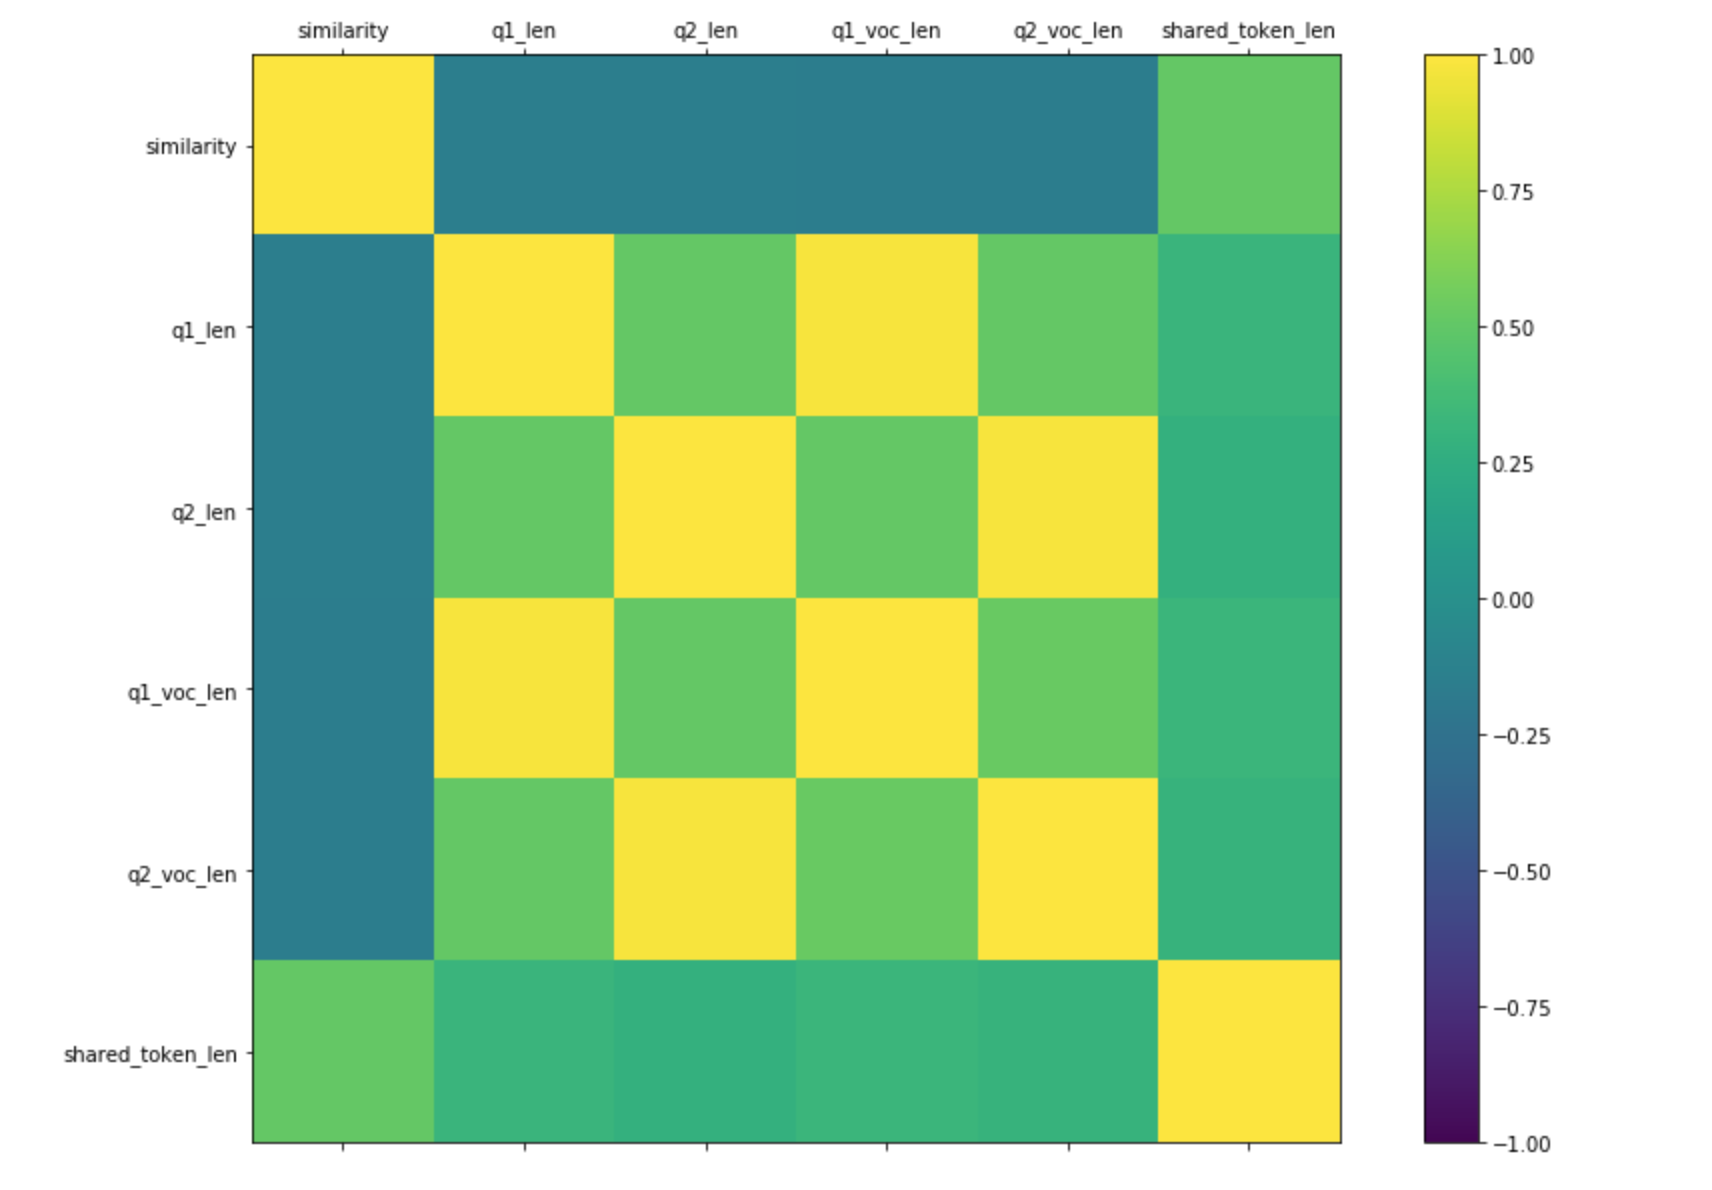 similarity q1_len q2_len q1_voc_len q2_voc_len shared_token_len
similarity
q1_len
q2_len
q1_voc_len
q2_voc_len
shared_token_len
1.00
0.75
0.50
0.25
0.00
−0.25
−0.50
−0.75
−1.00